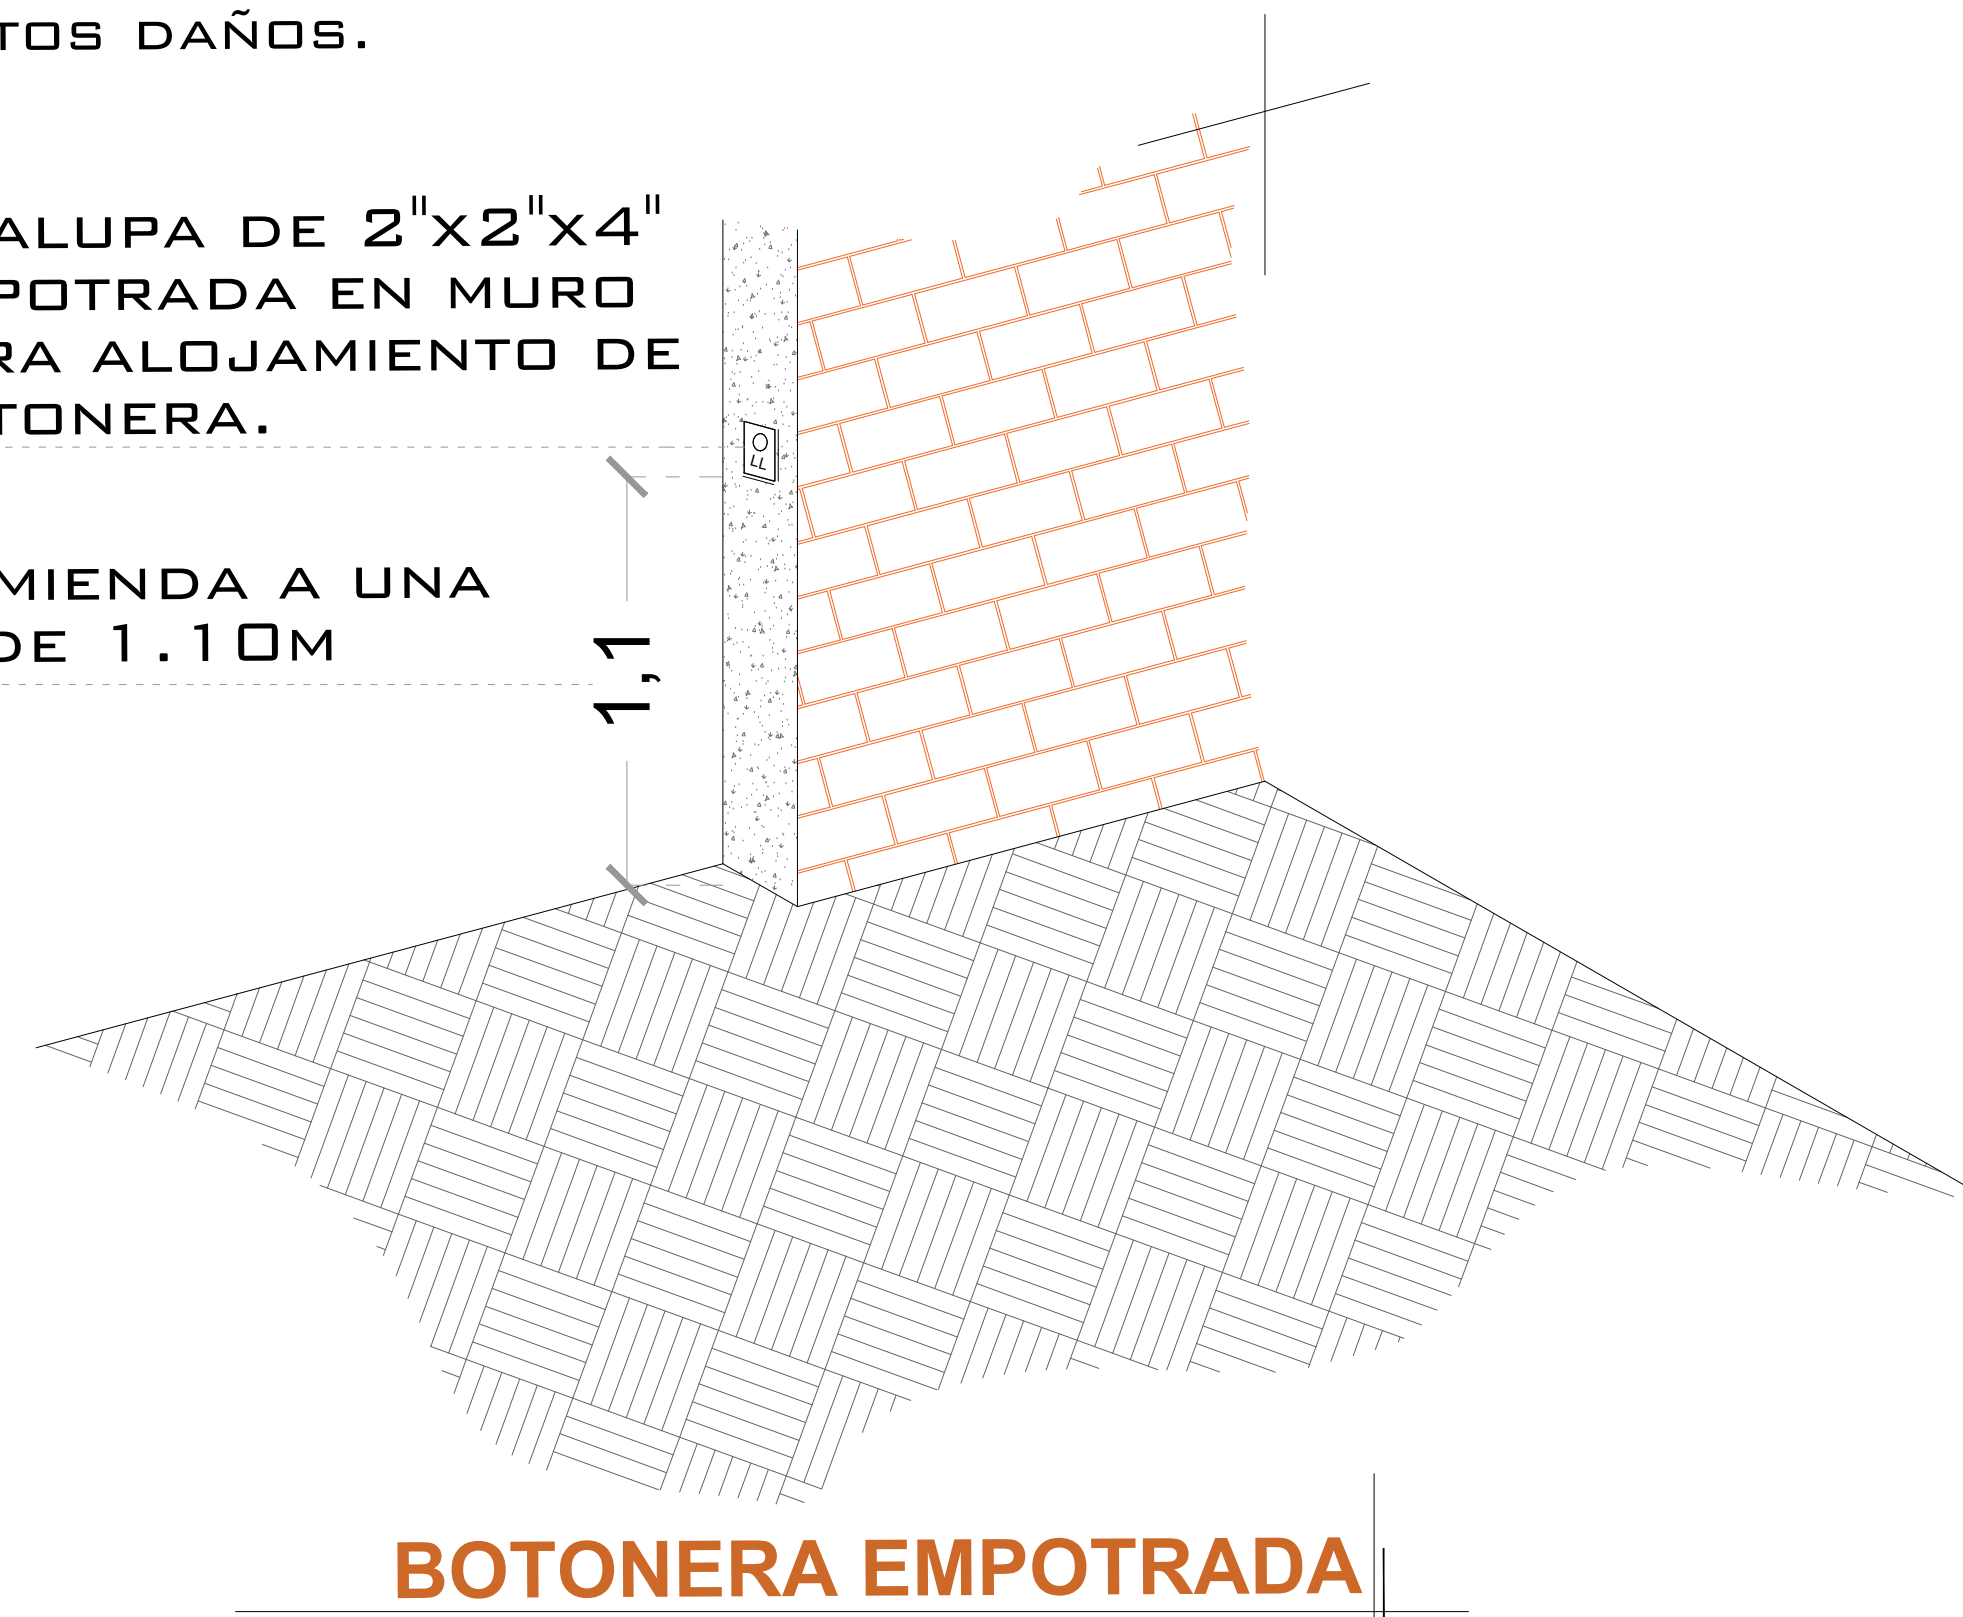 TOS DAÑOS.
ALUPA DE 2"x2"x4"
POTRADA EN MURO
RA ALOJAMIENTO DE
TONERA.
LL
MIENDA A UNA
DE 1.10M
1,1
BOTONERA EMPOTRADA